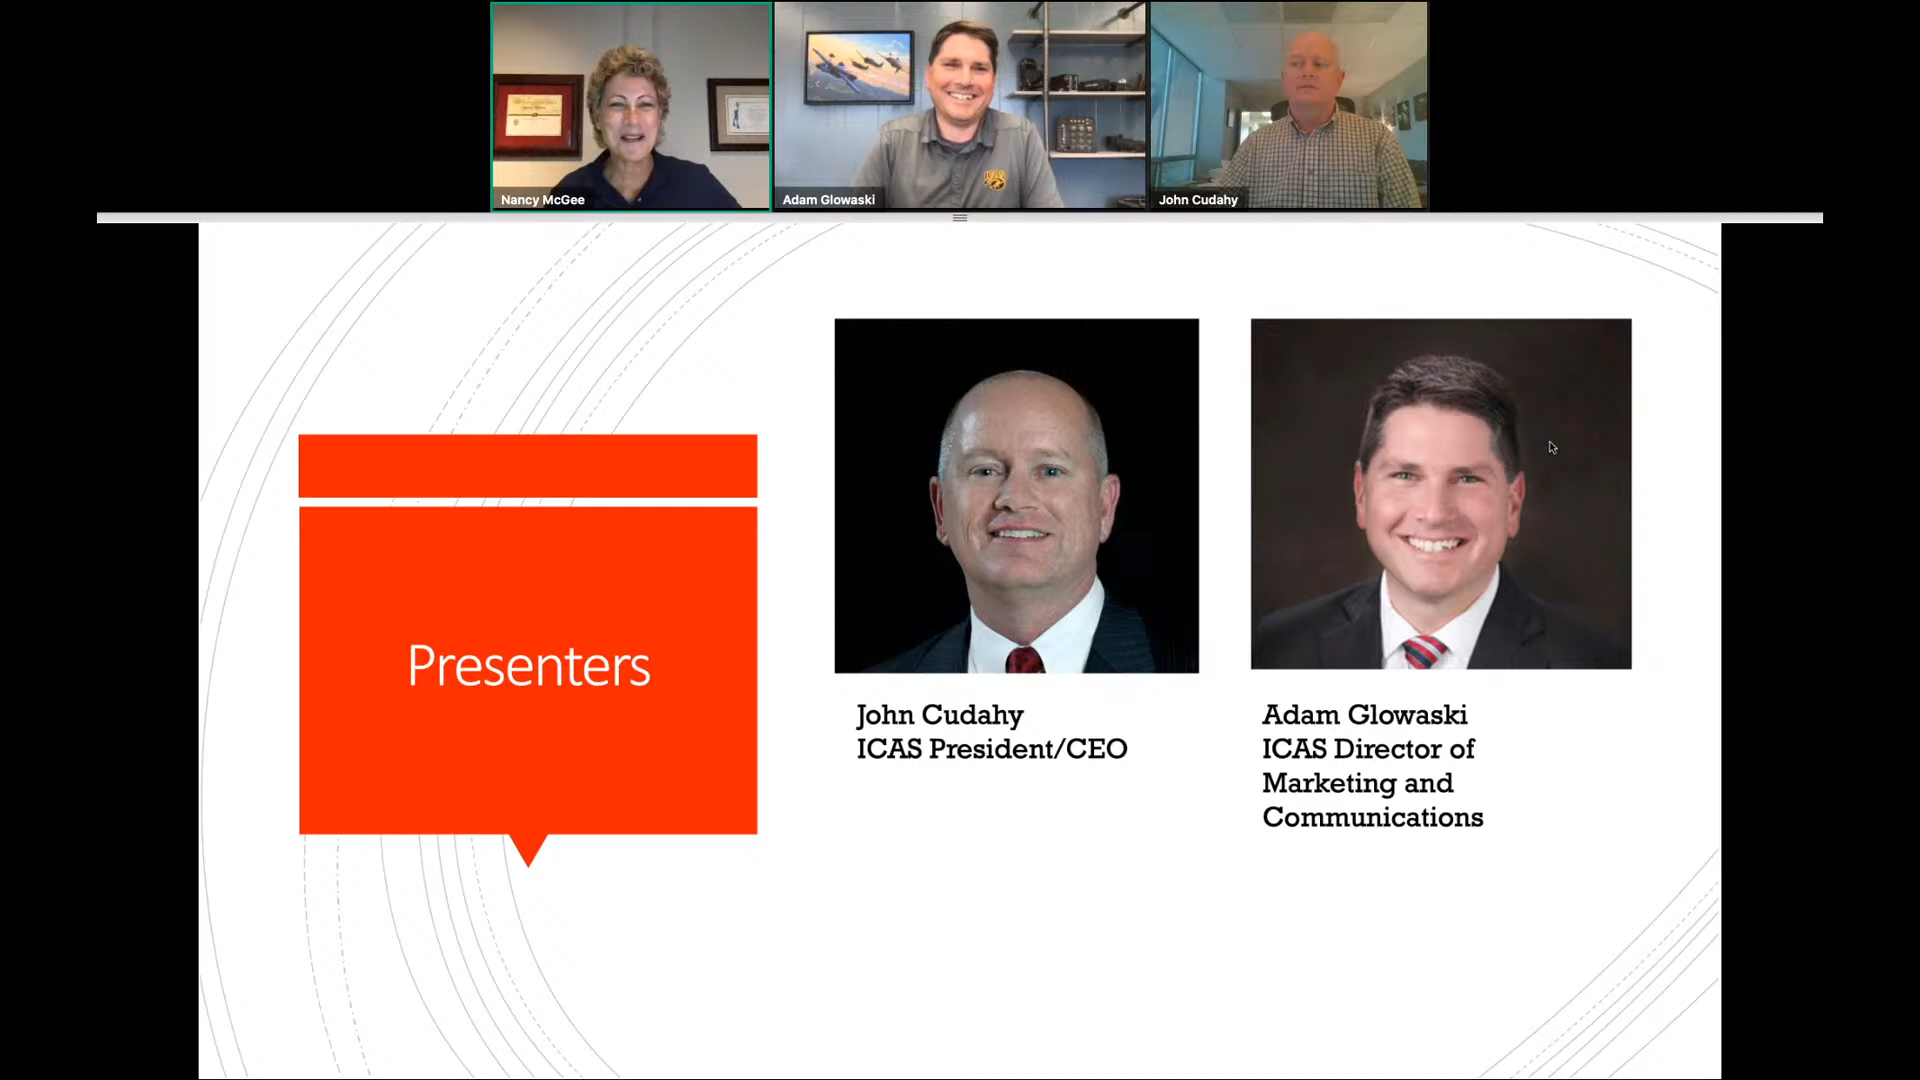 Nancy McGee
Adam Glowaski
John Cudahy
Presenters
John Cudahy
ICAS President/CEO
Adam Glowaski
ICAS Director of
Marketing and
Communications